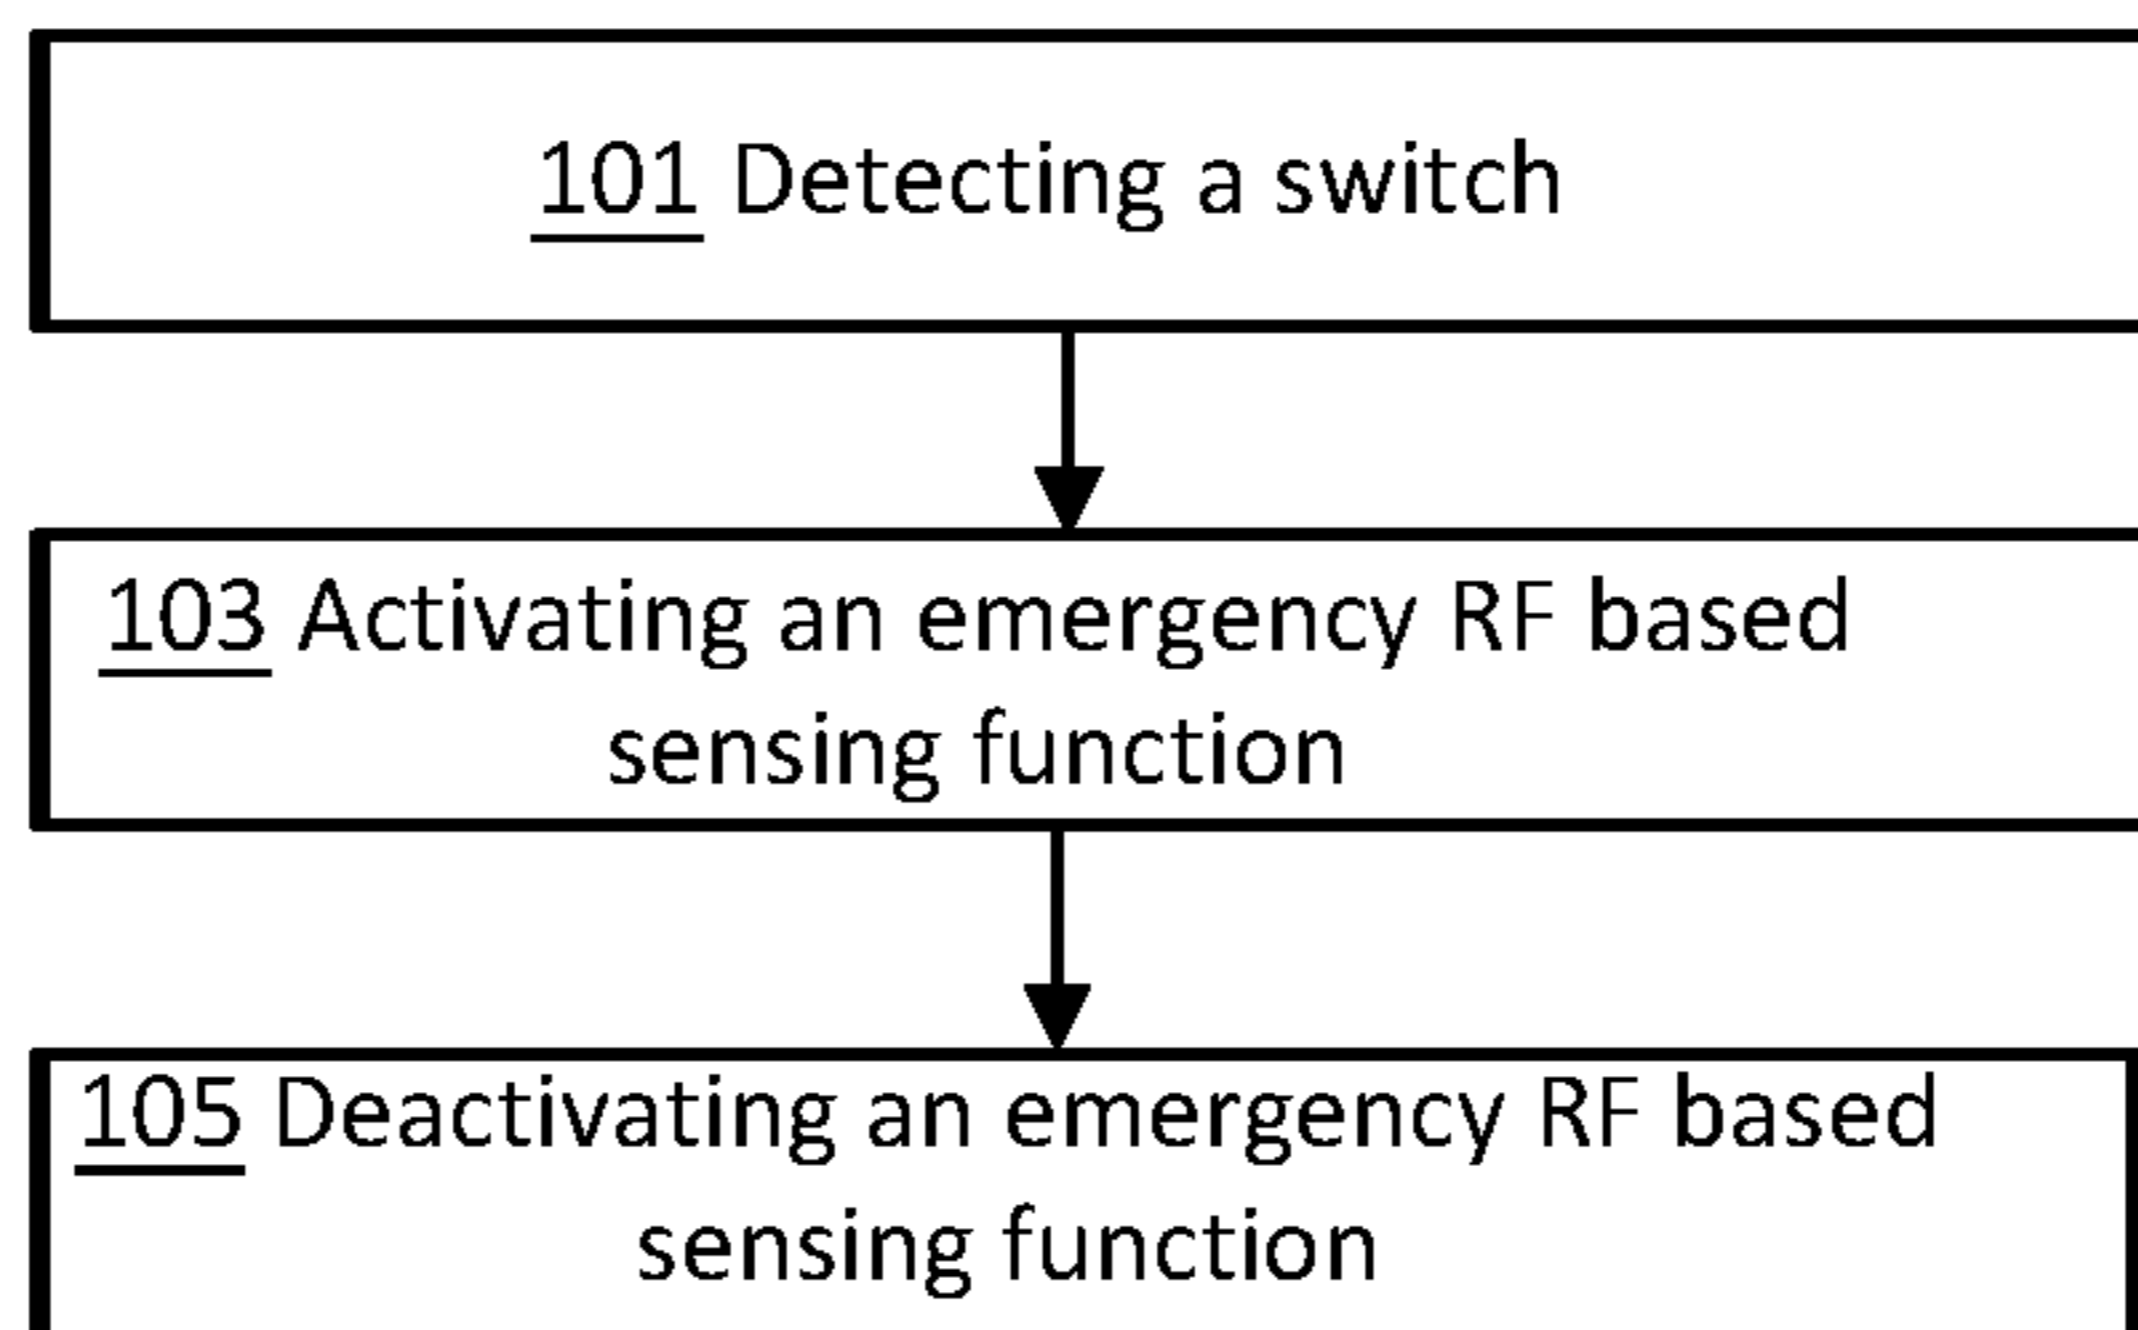 101 Detecting a switch
103 Activating an emergency RF based
sensing function
105 Deactivating an emergency RF based
sensing function